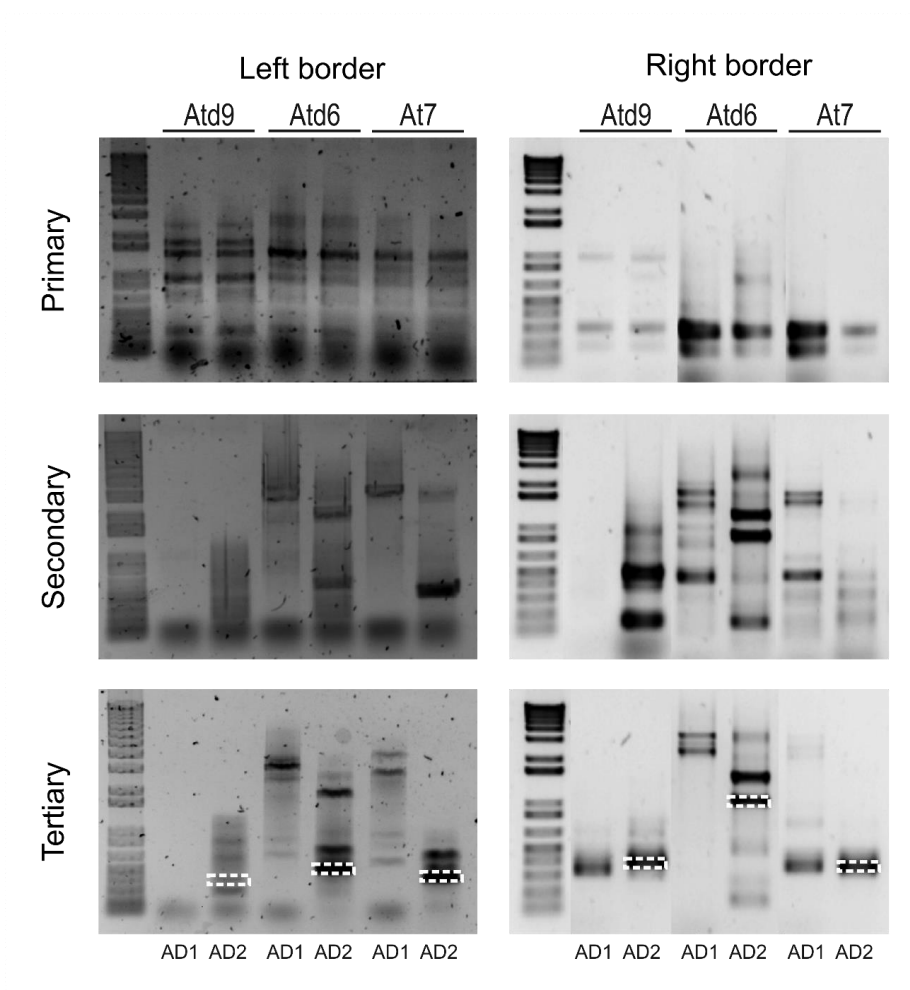 Left border
Right border
Atd9 Atd6 At7
Atd9 Atd6 At7
Primary
Secondary
Tertiary
AD1 AD2 AD1 AD2 AD1 AD2
AD1 AD2 AD1 AD2 AD1 AD2